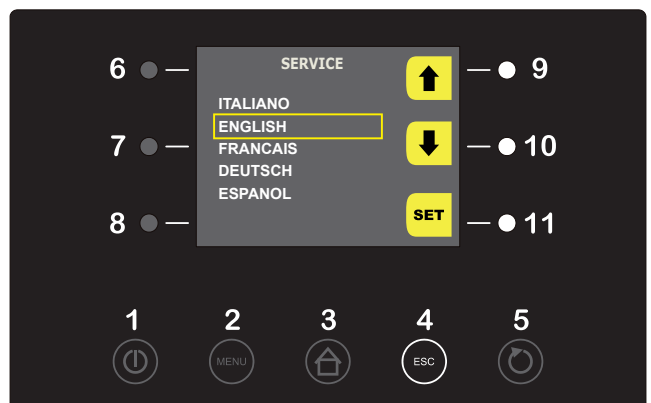 SERVICE
6
9
ITALIANO
ENGLISH
FRANCAIS
7
10
DEUTSCH
ESPANOL
8
SET
11
1
2
3
4
5
MENU
ESC